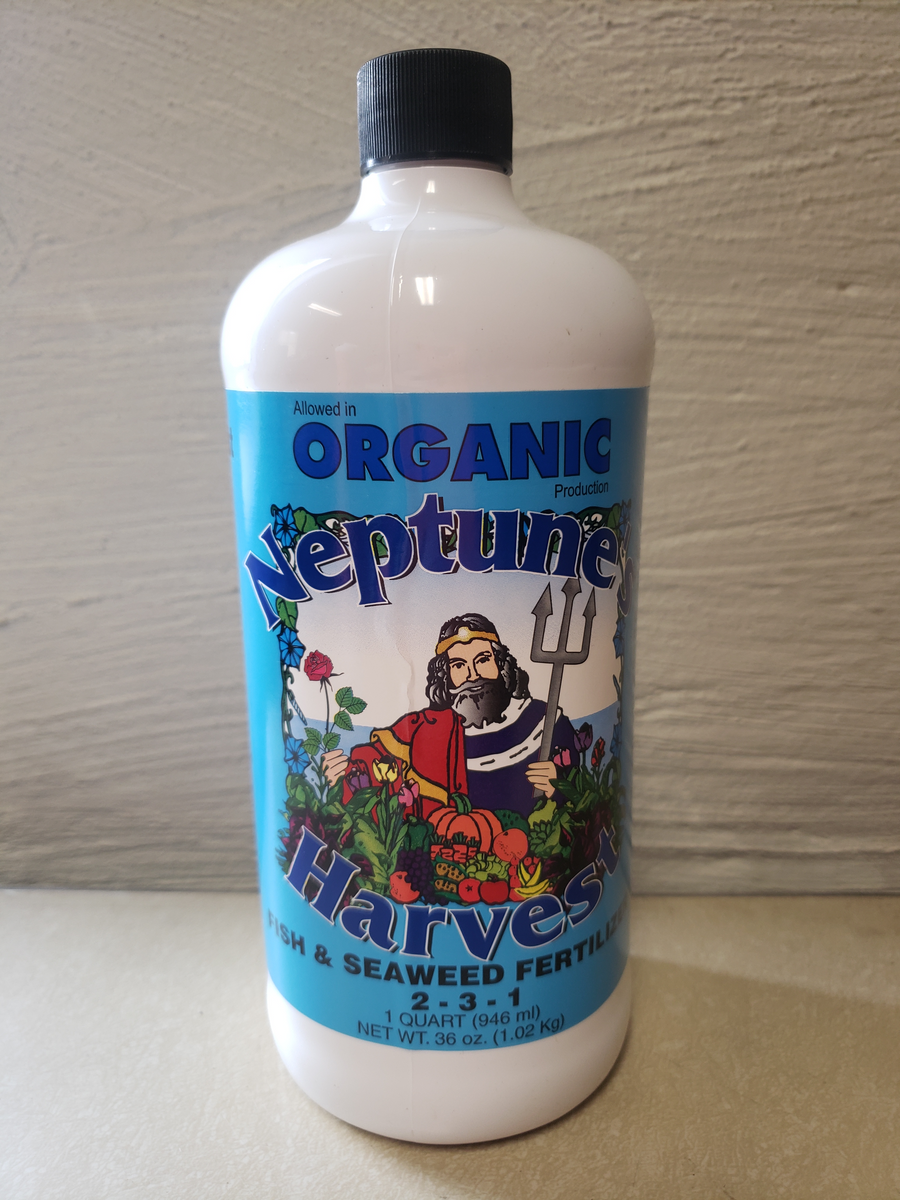 Allowed in
ORGANIC
Production
Neptune's
Harvest
FISH & SEAWEED
2 - 3 - 1
1 QUART (946 ml)
NET WT. 36 oz. (1.02 Kg)